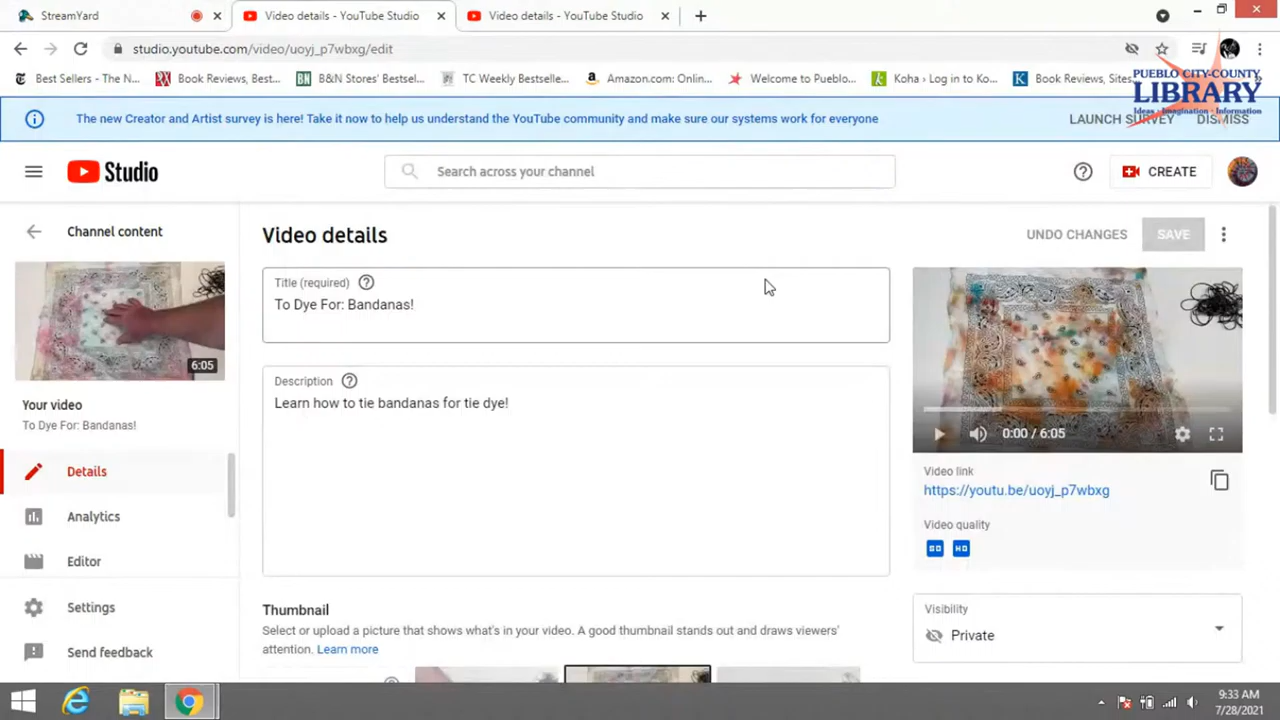 StreamYard
Video details - YouTube Studio
Video details - YouTube Studio
studio.youtube.com/video/uoyj_p7wbxg/edit
Best Sellers - The N...
Book Reviews, Best...
B&N Stores' Bestsel...
TC Weekly Bestselle...
Amazon.com: Onlin...
Welcome to Pueblo...
Koha › Log in to Ko...
Book Reviews, Sites,
PUEBLO CITY-COUNTY
LIBRARY
Ideas • Imagination • Information
The new Creator and Artist survey is here! Take it now to help us understand the YouTube community and make sure our systems work for everyone
LAUNCH SURVEY
DISMISS
Studio
Search across your channel
CREATE
Channel content
Video details
UNDO CHANGES
SAVE
Title (required)
To Dye For: Bandanas!
6:05
Description
Learn how to tie bandanas for tie dye!
Your video
To Dye For: Bandanas!
0:00 / 6:05
Details
Video link
https://youtu.be/uoyj_p7wbxg
Analytics
Video quality
SD HD
Editor
Settings
Thumbnail
Visibility
Select or upload a picture that shows what's in your video. A good thumbnail stands out and draws viewers'
attention. Learn more
Private
Send feedback
9:33 AM
7/28/2021